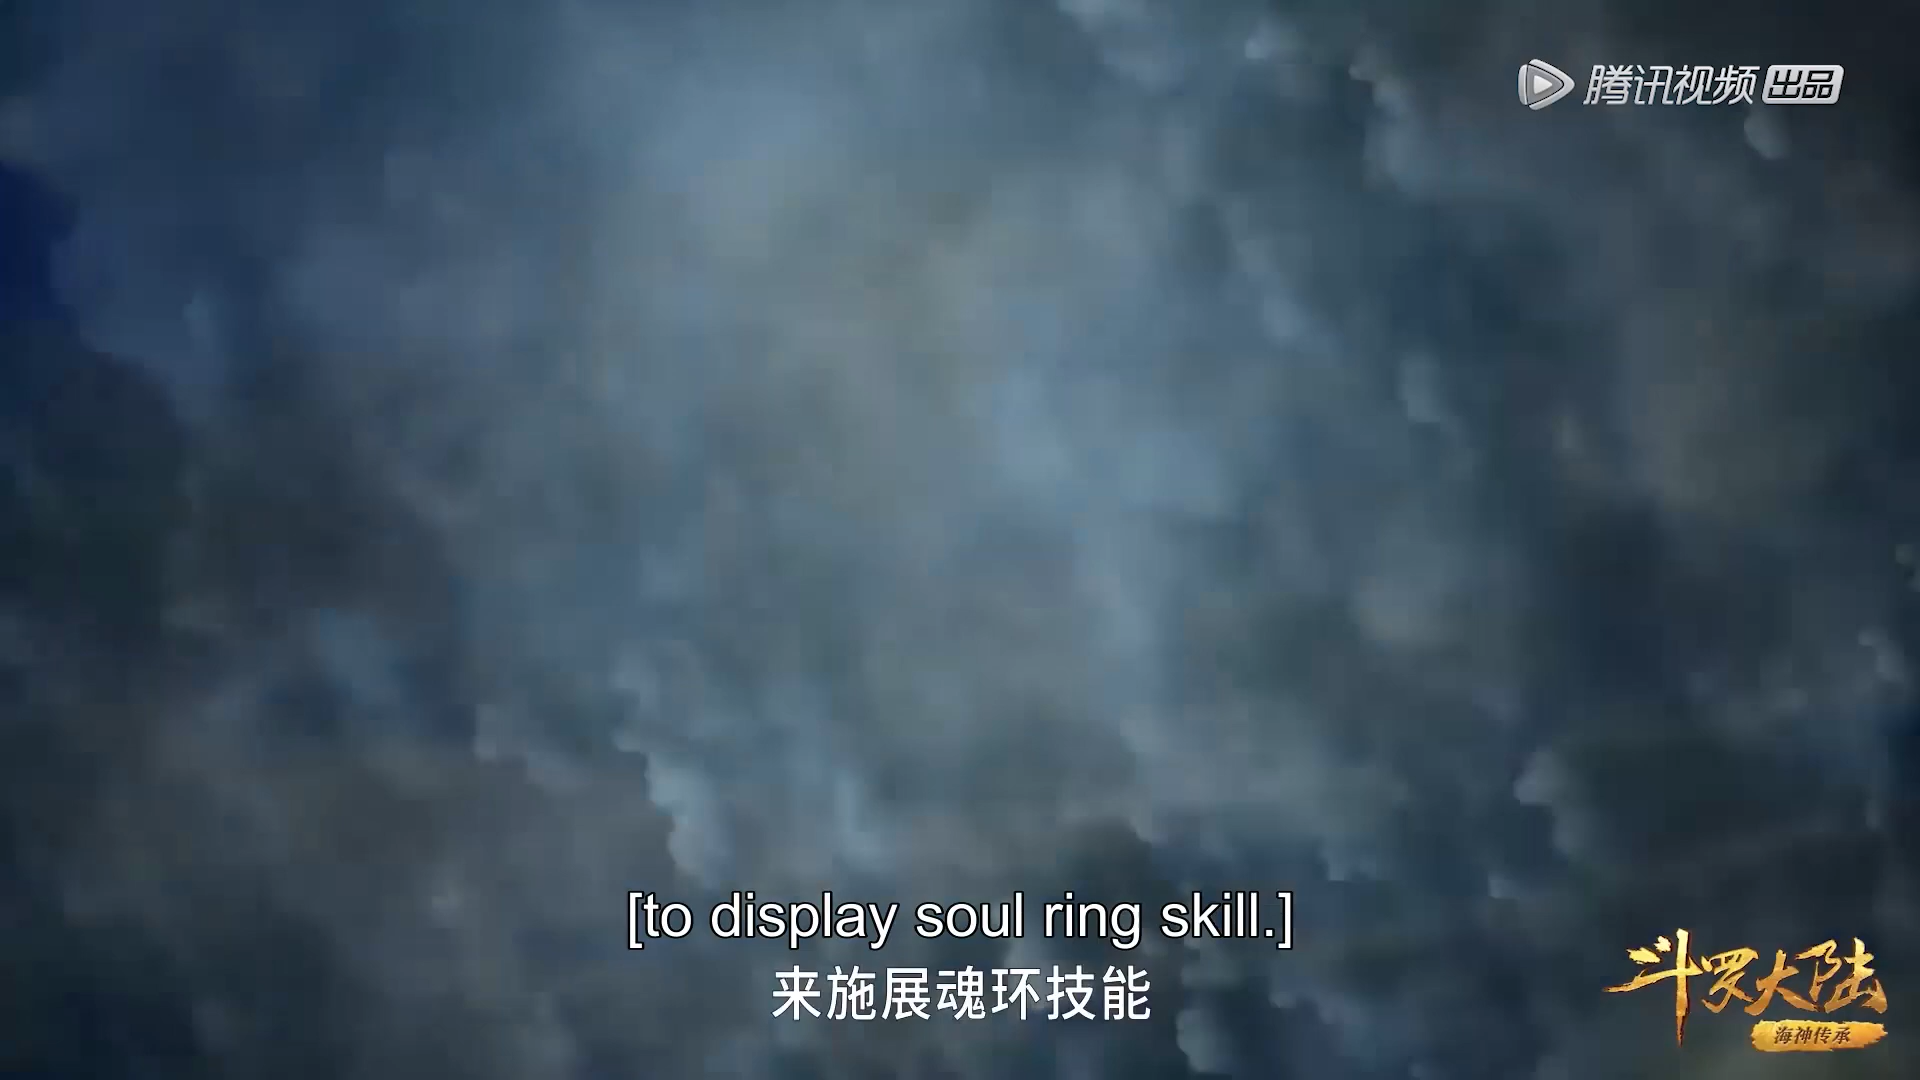 腾讯视频 出品
[to display soul ring skill.]
来施展魂环技能
斗罗大陆
海神传承